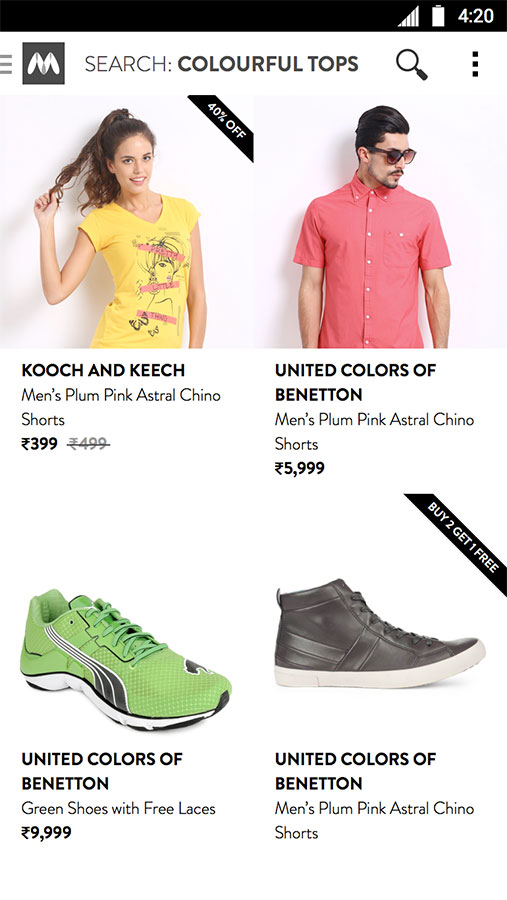 4:20
SEARCH: COLOURFUL TOPS
40% OFF
KOOCH AND KEECH
Men’s Plum Pink Astral Chino
Shorts
₹399 ₹499
UNITED COLORS OF
BENETTON
Men’s Plum Pink Astral Chino
Shorts
₹5,999
BUY 2 GET 1 FREE
UNITED COLORS OF
BENETTON
Green Shoes with Free Laces
₹9,999
UNITED COLORS OF
BENETTON
Men’s Plum Pink Astral Chino
Shorts